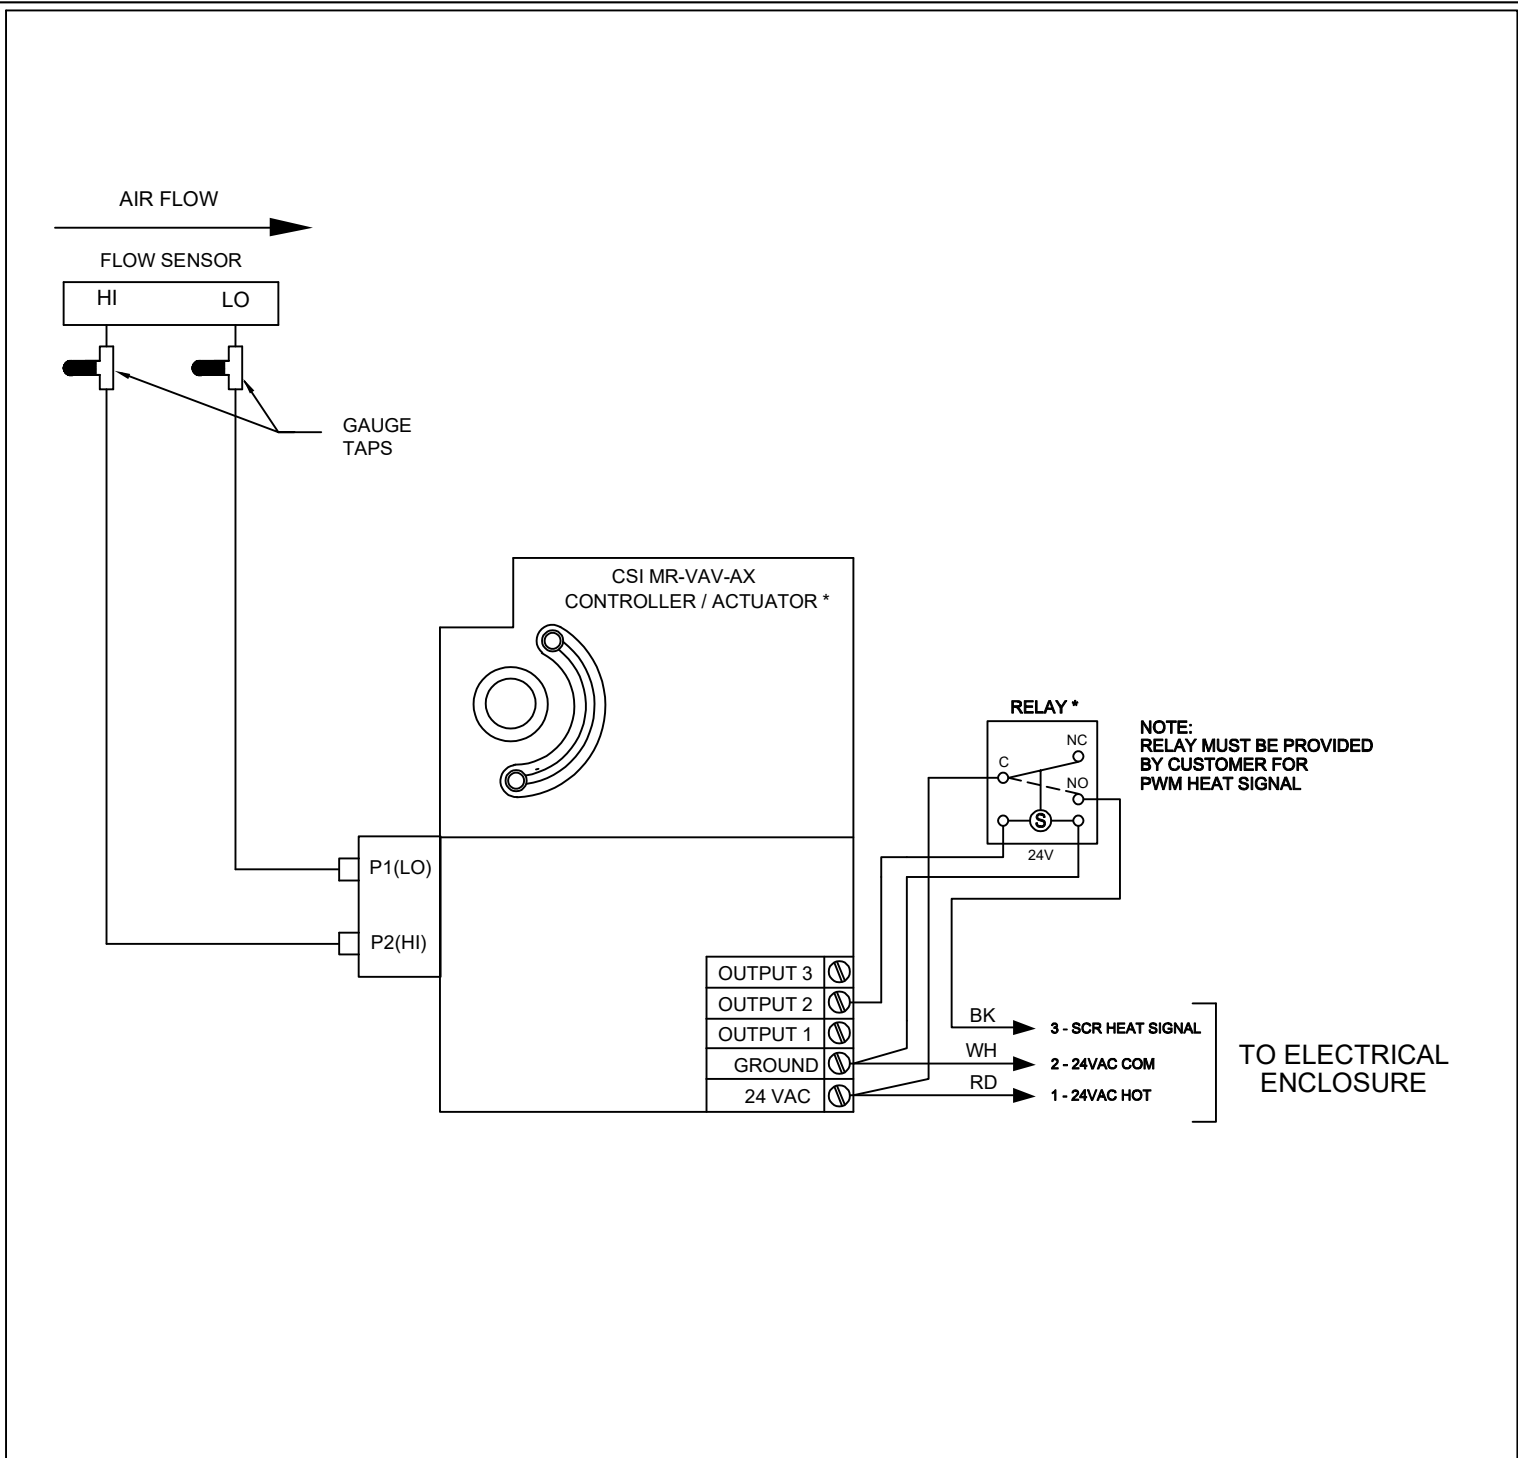 AIR FLOW
FLOW SENSOR
HI
LO
GAUGE
TAPS
CSI MR-VAV-AX
CONTROLLER / ACTUATOR *
RELAY *
NC
C
NO
S
24V
NOTE:
RELAY MUST BE PROVIDED
BY CUSTOMER FOR
PWM HEAT SIGNAL
P1(LO)
P2(HI)
OUTPUT 3
OUTPUT 2
OUTPUT 1
GROUND
24 VAC
BK
3 - SCR HEAT SIGNAL
WH
2 - 24VAC COM
RD
1 - 24VAC HOT
TO ELECTRICAL
ENCLOSURE